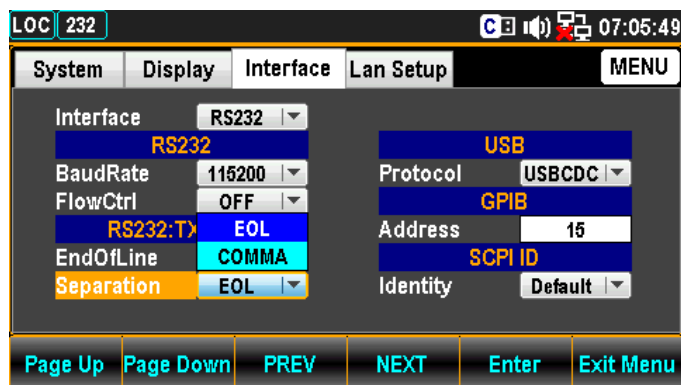 LOC 232 C 07:05:49
System Display Interface Lan Setup MENU
Interface RS232
RS232 USB
BaudRate 115200 Protocol USBCDC
FlowCtrl OFF GPIB
RS232:TX EOL Address 15
EndOfLine COMMA SCPI ID
Separation EOL Identity Default
Page Up Page Down PREV NEXT Enter Exit Menu